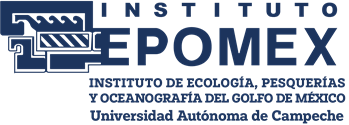 INSTITUTO
EPOMEX
INSTITUTO DE ECOLOGÍA, PESQUERÍAS
Y OCEANOGRAFÍA DEL GOLFO DE MÉXICO
Universidad Autónoma de Campeche